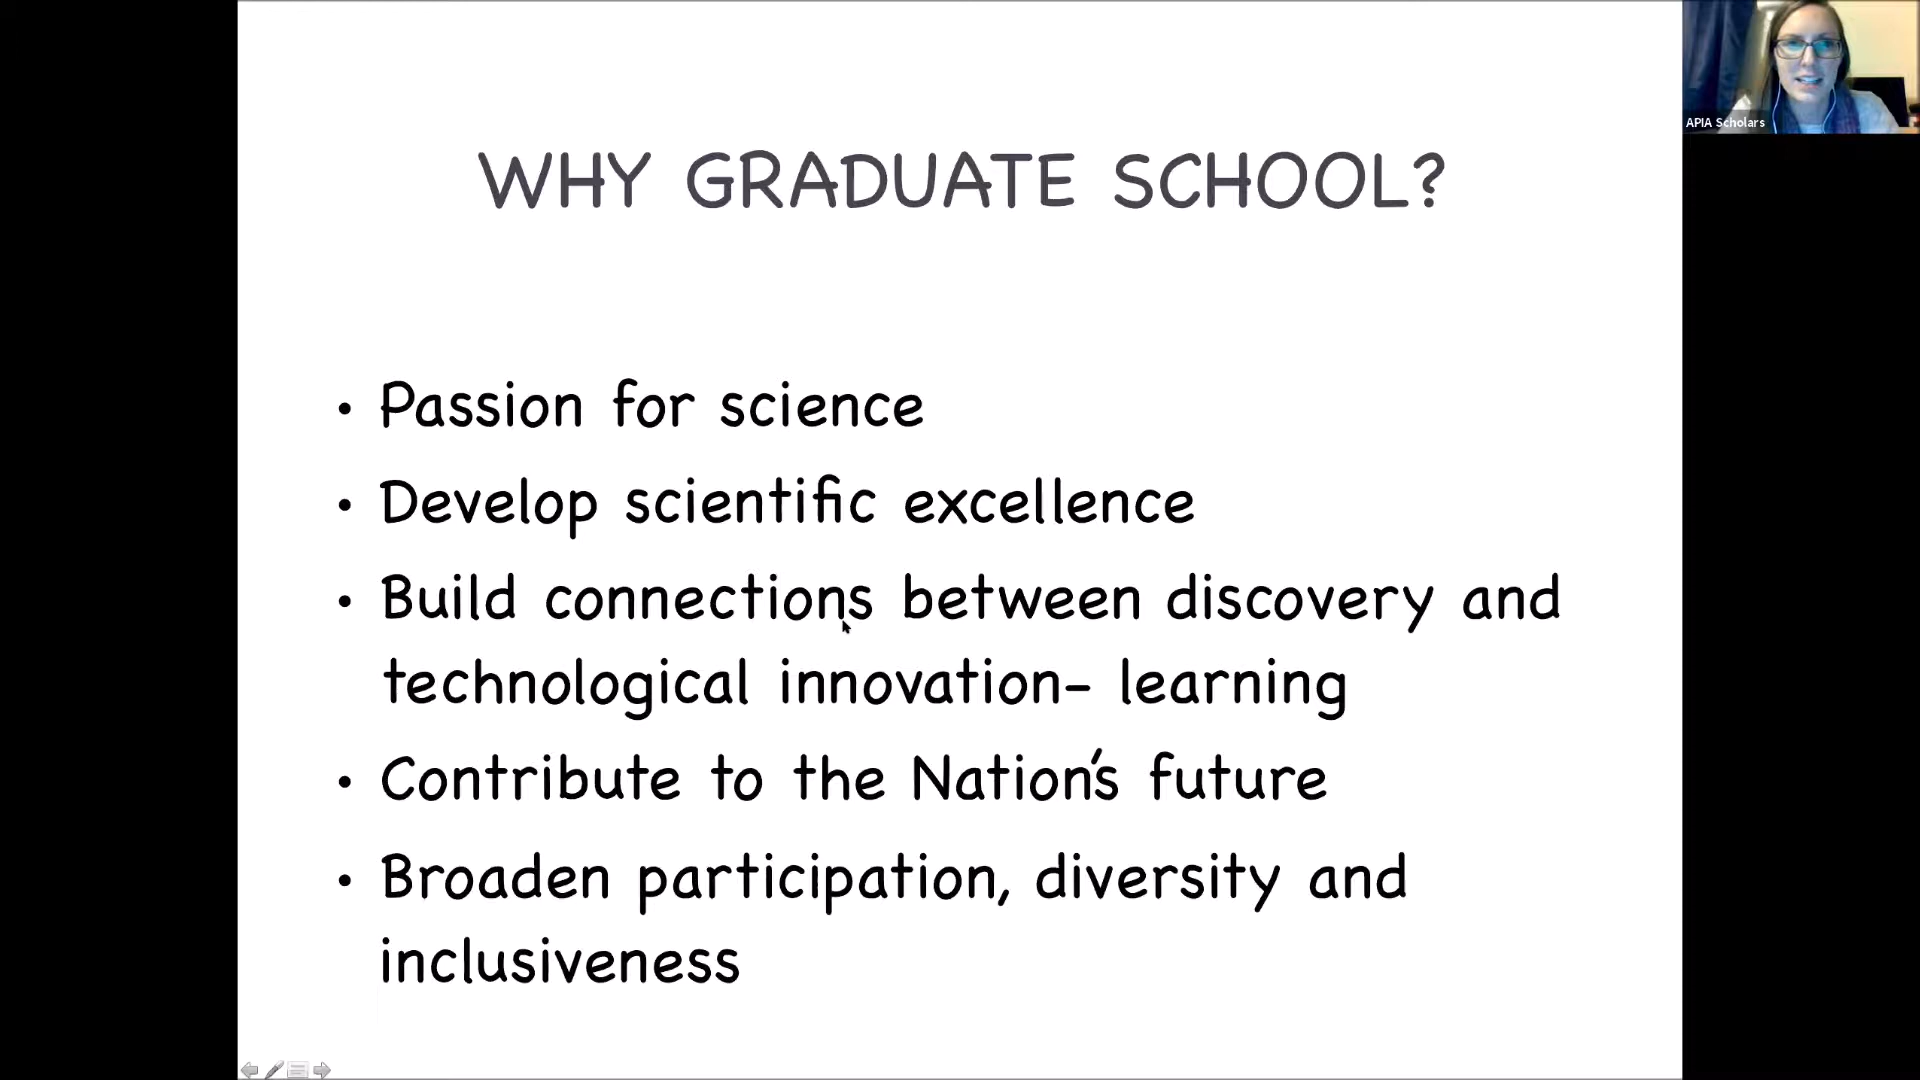 APIA Scholars
WHY GRADUATE SCHOOL?
• Passion for science
• Develop scientific excellence
• Build connections between discovery and
technological innovation- learning
• Contribute to the Nation's future
• Broaden participation, diversity and
inclusiveness